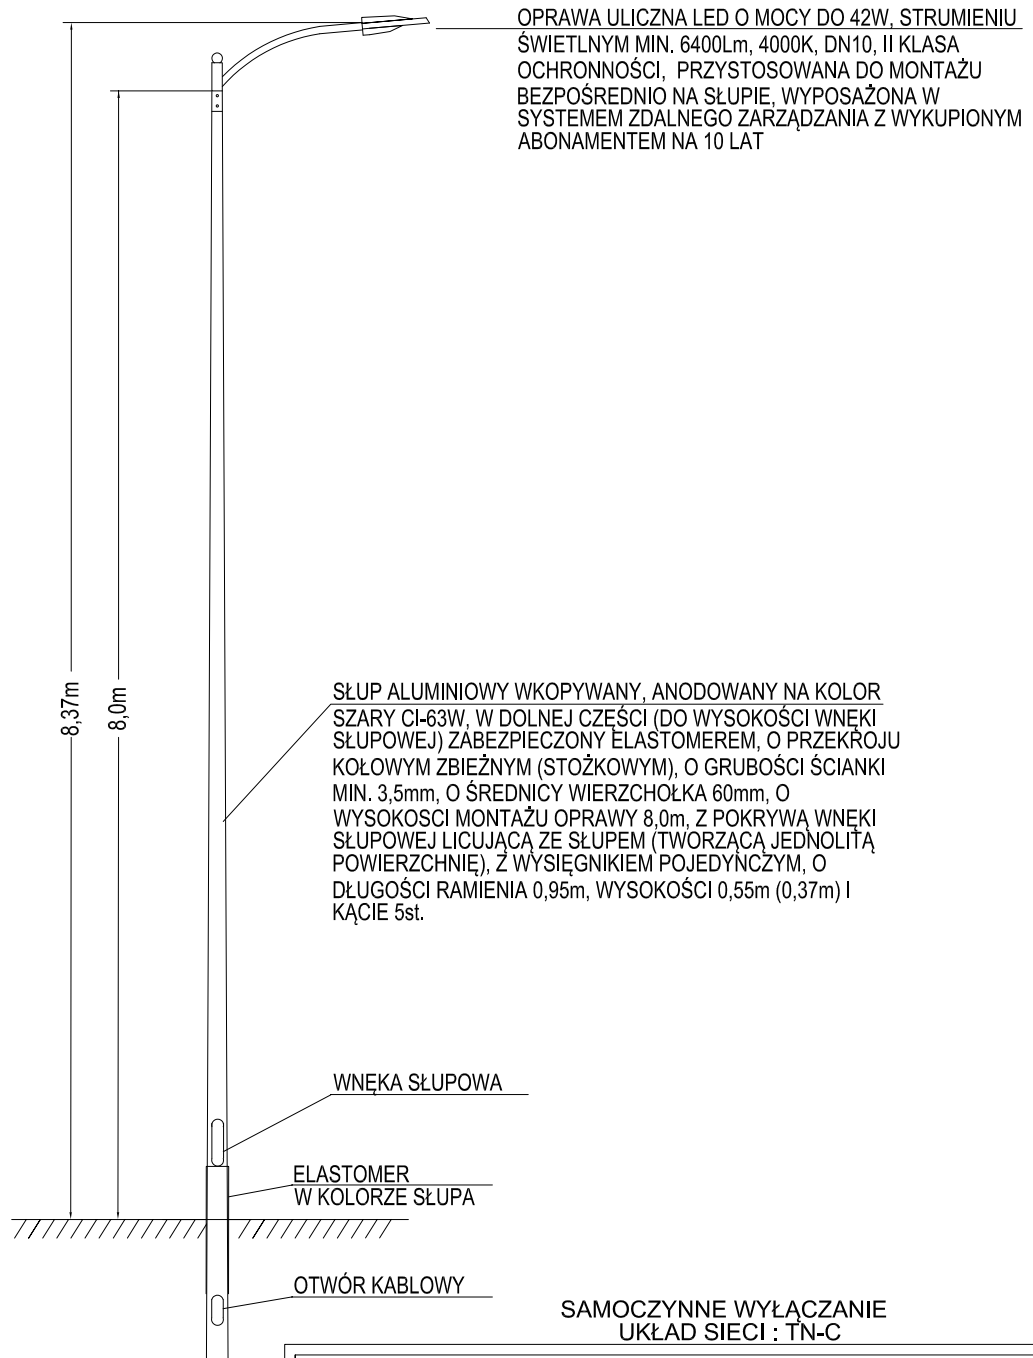 OPRAWA ULICZNA LED O MOCY DO 42W, STRUMIENIU
ŚWIETLNYM MIN. 6400Lm, 4000K, DN10, II KLASA
OCHRONNOŚCI, PRZYSTOSOWANA DO MONTAŻU
BEZPOŚREDNIO NA SŁUPIE, WYPOSAŻONA W
SYSTEMEM ZDALNEGO ZARZĄDZANIA Z WYKUPIONYM
ABONAMENTEM NA 10 LAT
8,37m
8,0m
SŁUP ALUMINIOWY WKOPYWANY, ANODOWANY NA KOLOR
SZARY CI-63W, W DOLNEJ CZĘŚCI (DO WYSOKOŚCI WNĘKI
SŁUPOWEJ) ZABEZPIECZONY ELASTOMEREM, O PRZEKROJU
KOŁOWYM ZBIEŻNYM (STOŻKOWYM), O GRUBOŚCI ŚCIANKI
MIN. 3,5mm, O ŚREDNICY WIERZCHOŁKA 60mm, O
WYSOKOSCI MONTAŻU OPRAWY 8,0m, Z POKRYWĄ WNĘKI
SŁUPOWEJ LICUJĄCĄ ZE SŁUPEM (TWORZĄCĄ JEDNOLITĄ
POWIERZCHNIĘ), Z WYSIĘGNIKIEM POJEDYŃCZYM, O
DŁUGOŚCI RAMIENIA 0,95m, WYSOKOŚCI 0,55m (0,37m) I
KĄCIE 5st.
WNĘKA SŁUPOWA
ELASTOMER
W KOLORZE SŁUPA
OTWÓR KABLOWY
SAMOCZYNNE WYŁĄCZANIE
UKŁAD SIECI : TN-C